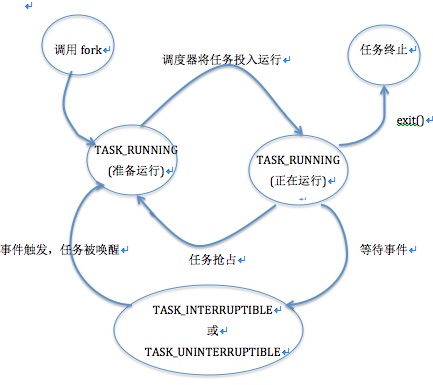 调用 fork
调度器将任务投入运行
任务终止
exit()
TASK_RUNNING
(准备运行)
TASK_RUNNING
(正在运行)
事件触发，任务被唤醒
任务抢占
等待事件
TASK_INTERRUPTIBLE
或
TASK_UNINTERRUPTIBLE